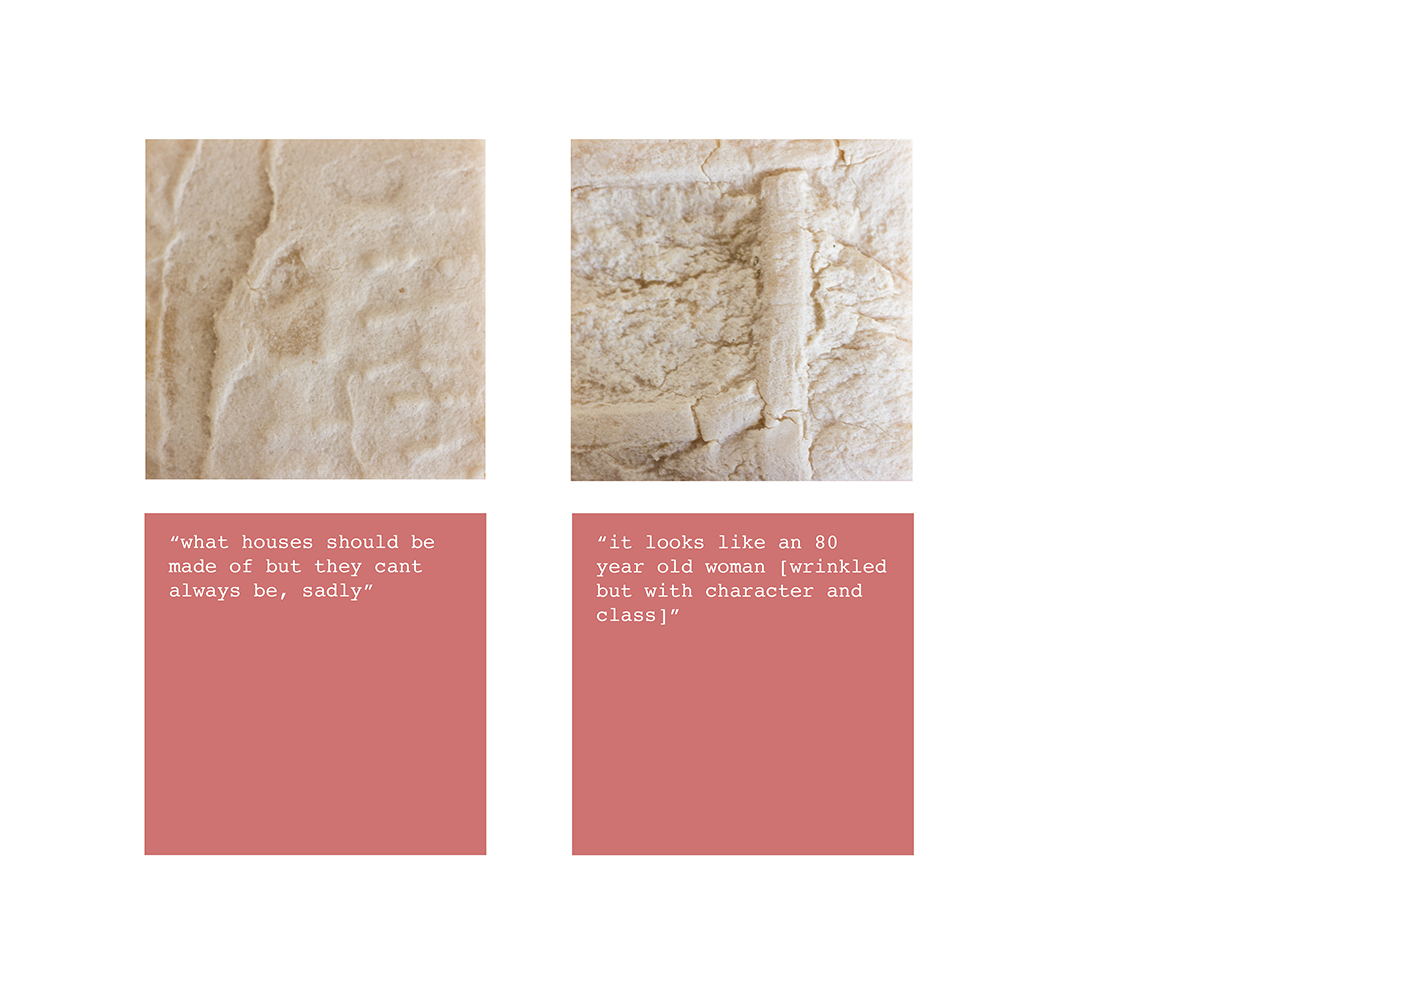 “what houses should be
made of but they cant
always be, sadly”
“it looks like an 80
year old woman [wrinkled
but with character and
class]”